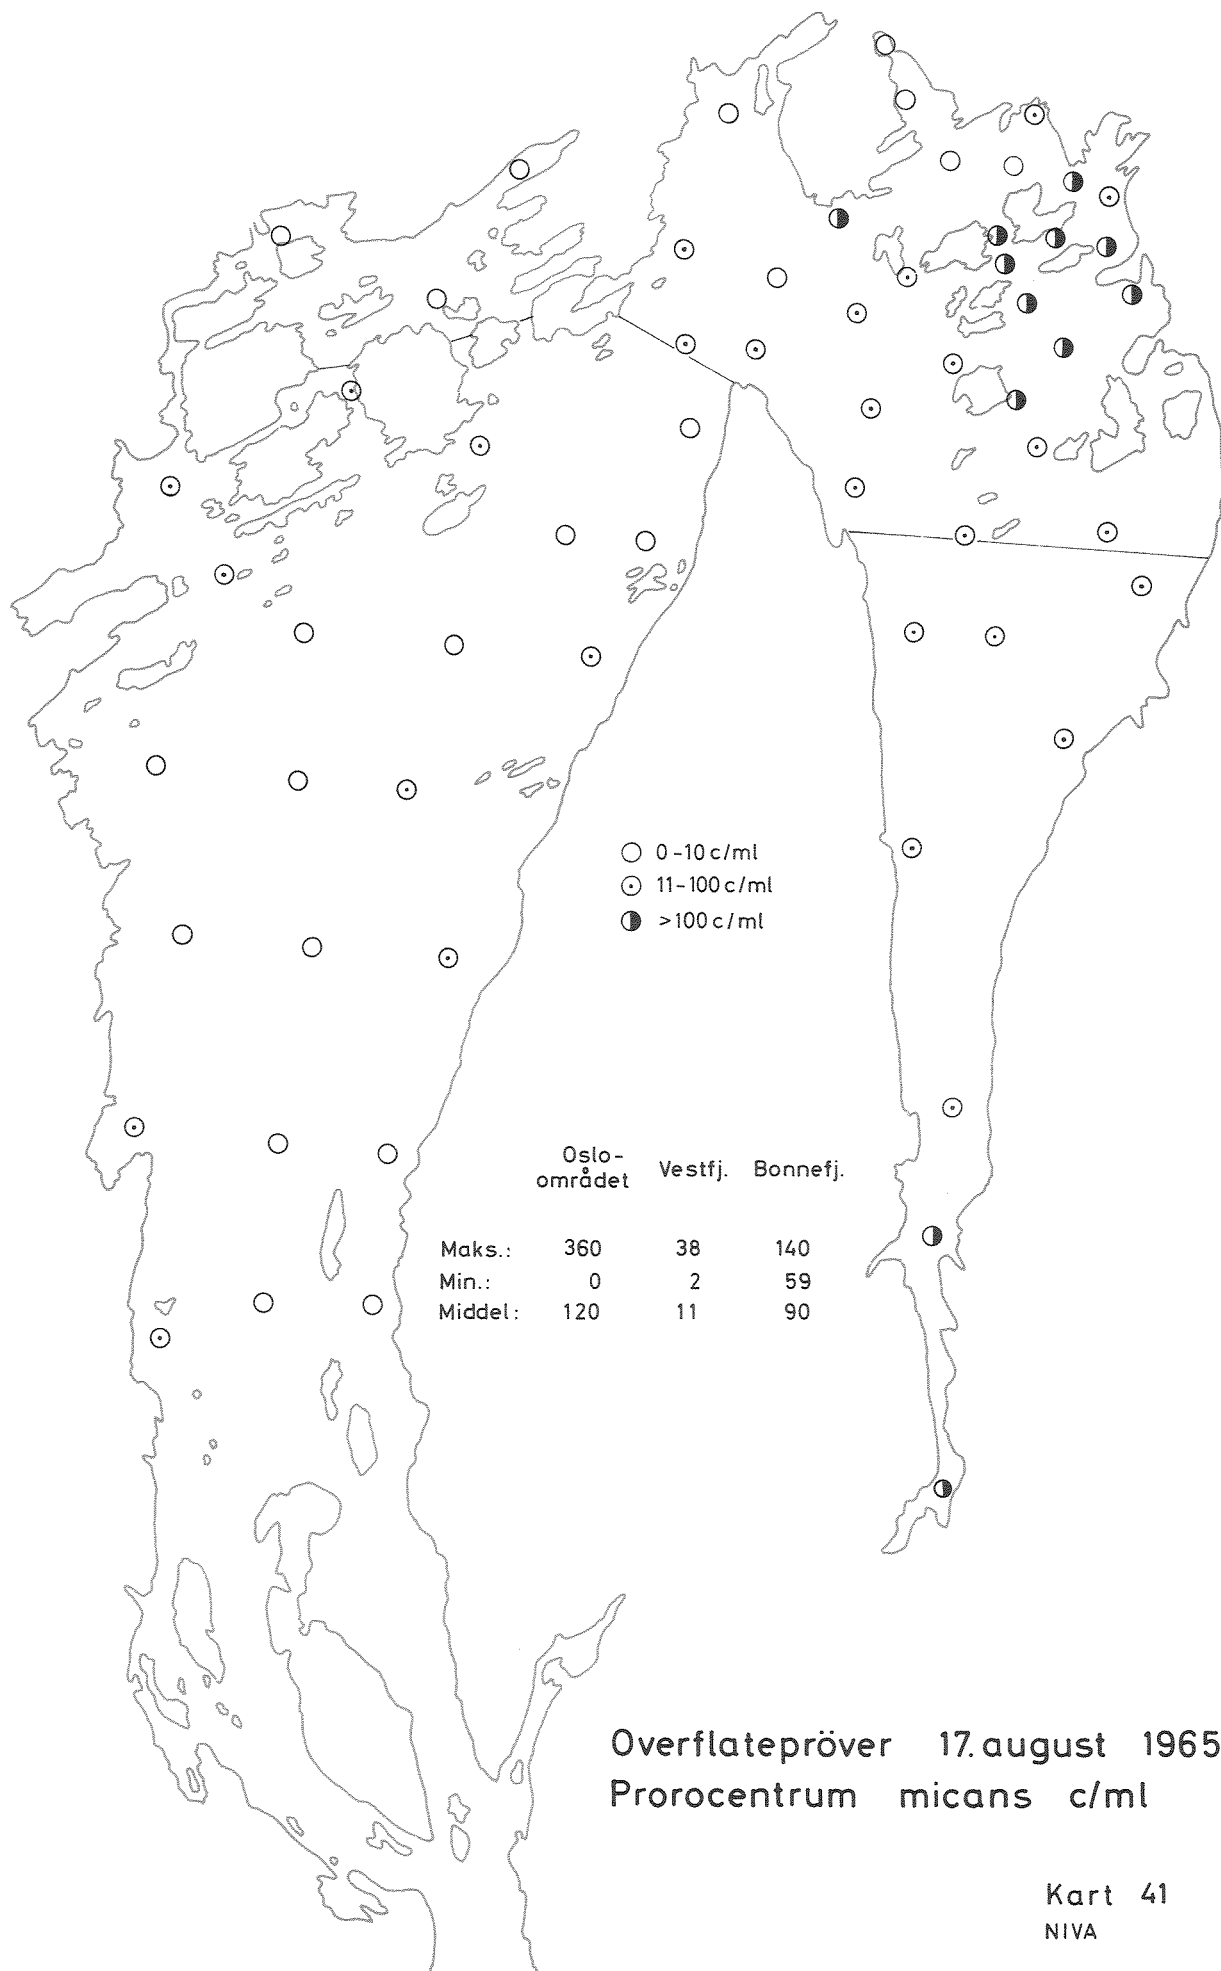 0-10 c/ml
11-100 c/ml
>100 c/ml
Oslo-området Vestfj. Bonnefj.
Maks.: 360 38 140
Min.: 0 2 59
Middel: 120 11 90
Overflatepröver 17. august 1965
Prorocentrum micans c/ml
Kart 41
NIVA